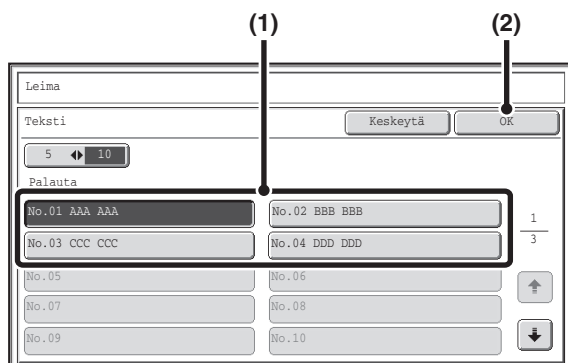 (1) (2)
Leima
Teksti Keskeytä OK
5 10
Palauta
No.01 AAA AAA No.02 BBB BBB
No.03 CCC CCC No.04 DDD DDD
1
3
No.05 No.06
No.07 No.08
No.09 No.10